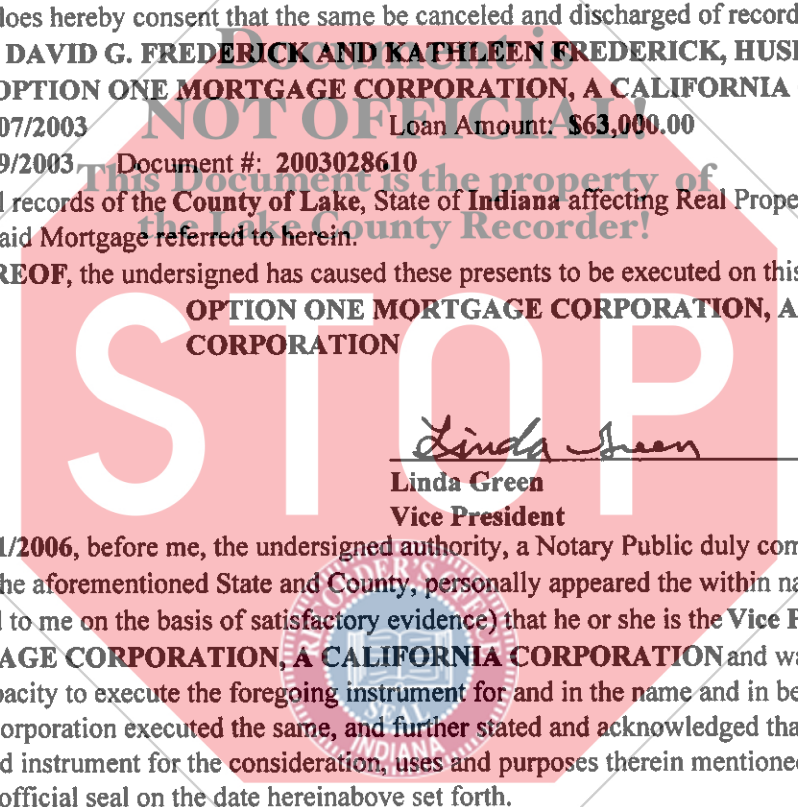 does hereby consent that the same be canceled and discharged of record
DAVID G. FREDERICK AND KATHLEEN FREDERICK,
Document is
OPTION ONE MORTGAGE CORPORATION, A CALIFORNIA
NOT OFFICIAL!
07/2003 Loan Amount: $63,000.00
9/2003 Document #: 2003028610
This Document is the property of
records of the County of Lake, State of Indiana affecting Real
the Lake County Recorder!
aid Mortgage referred to herein.
REOF, the undersigned has caused these presents to be executed on this
OPTION ONE MORTGAGE CORPORATION, A
CORPORATION
STOP
Linda Green
Linda Green
Vice President
1/2006, before me, the undersigned authority, a Notary Public duly
he aforementioned State and County, personally appeared the within
to me on the basis of satisfactory evidence) that he or she is the Vice
AGE CORPORATION, A CALIFORNIA CORPORATION and
pacity to execute the foregoing instrument for and in the name and in
orporation executed the same, and further stated and acknowledged
d instrument for the consideration, uses and purposes therein mentioned
official seal on the date hereinabove set forth.
SEAL
INDIANA